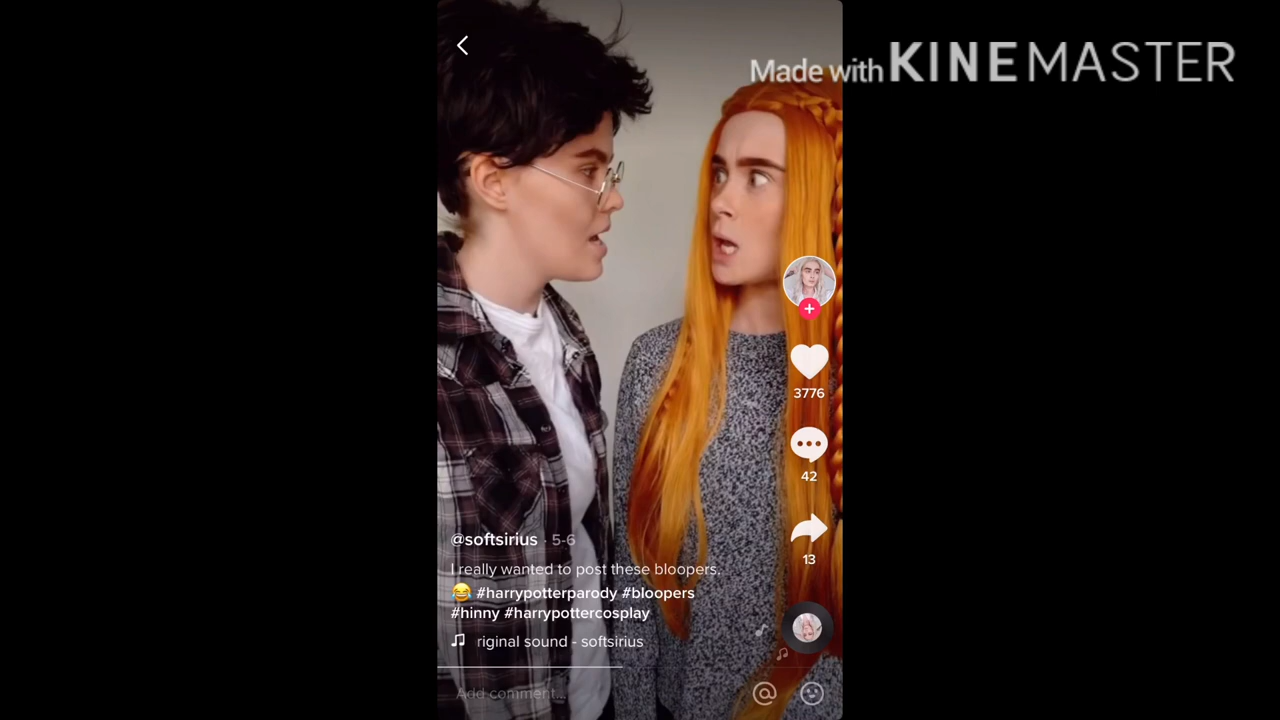 Made with KINEMASTER
3776
42
13
@softsirius · 5-6
I really wanted to post these bloopers.
😂 #harrypotterparody #bloopers
#hinny #harrypottercosplay
riginal sound - softsirius
Add comment...